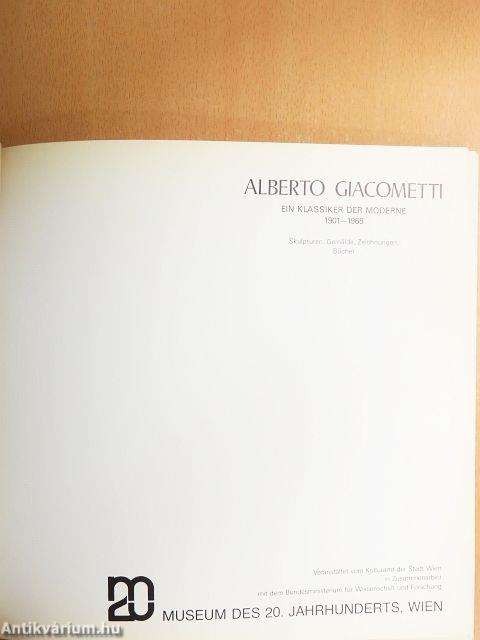 ALBERTO GIACOMETTI
EIN KLASSIKER DER MODERNE
1901—1966
Skulpturen, Gemälde, Zeichnungen,
Bücher
Veranstaltet vom Kulturamt der Stadt Wien
in Zusammenarbeit
mit dem Bundesministerium für Wissenschaft und Forschung
20 MUSEUM DES 20. JAHRHUNDERTS, WIEN
Antikvárium.hu